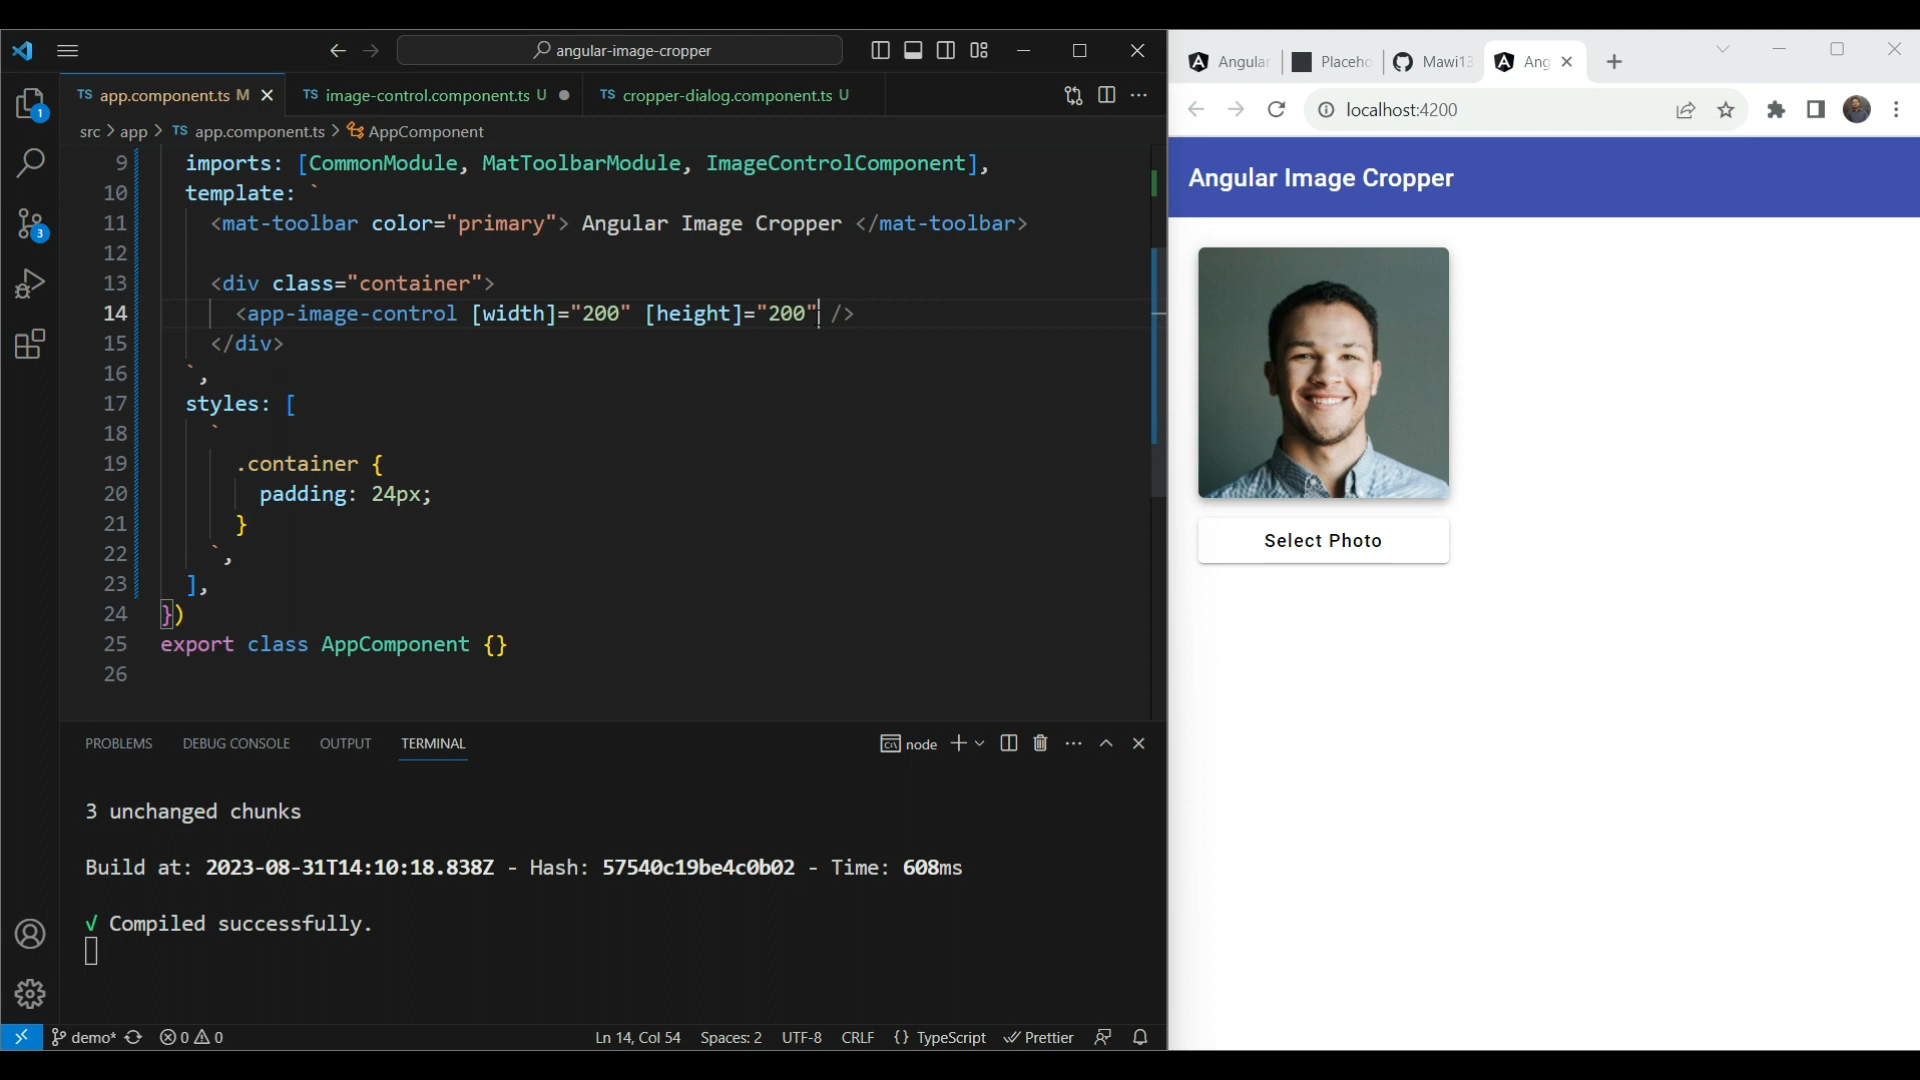 angular-image-cropper
TS app.component.ts M
TS image-control.component.ts U
TS cropper-dialog.component.ts U
src > app > TS app.component.ts > AppComponent
9 imports: [CommonModule, MatToolbarModule, ImageControlComponent],
10 template: `
11 <mat-toolbar color="primary"> Angular Image Cropper </mat-toolbar>
12
13 <div class="container">
14 <app-image-control [width]="200" [height]="200" />
15 </div>
16 `,
17 styles: [
18 `
19 .container {
20 padding: 24px;
21 }
22 `,
23 ],
24 })
25 export class AppComponent {}
26
1
3
PROBLEMS DEBUG CONSOLE OUTPUT TERMINAL
node
3 unchanged chunks
Build at: 2023-08-31T14:10:18.838Z - Hash: 57540c19be4c0b02 - Time: 608ms
√ Compiled successfully.
demo* 0 0 Ln 14, Col 54 Spaces: 2 UTF-8 CRLF {} TypeScript Prettier
Angular Placeho Mawi13 Ang
localhost:4200
Angular Image Cropper
Select Photo